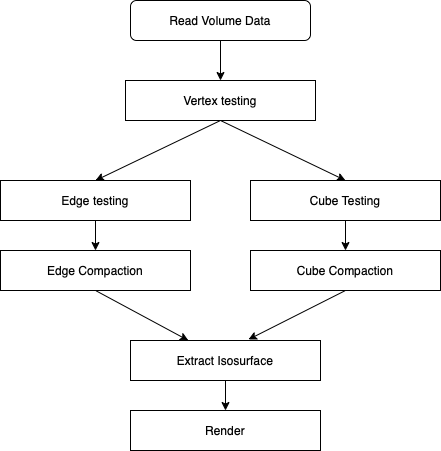 Read Volume Data
Vertex testing
Edge testing
Cube Testing
Edge Compaction
Cube Compaction
Extract Isosurface
Render